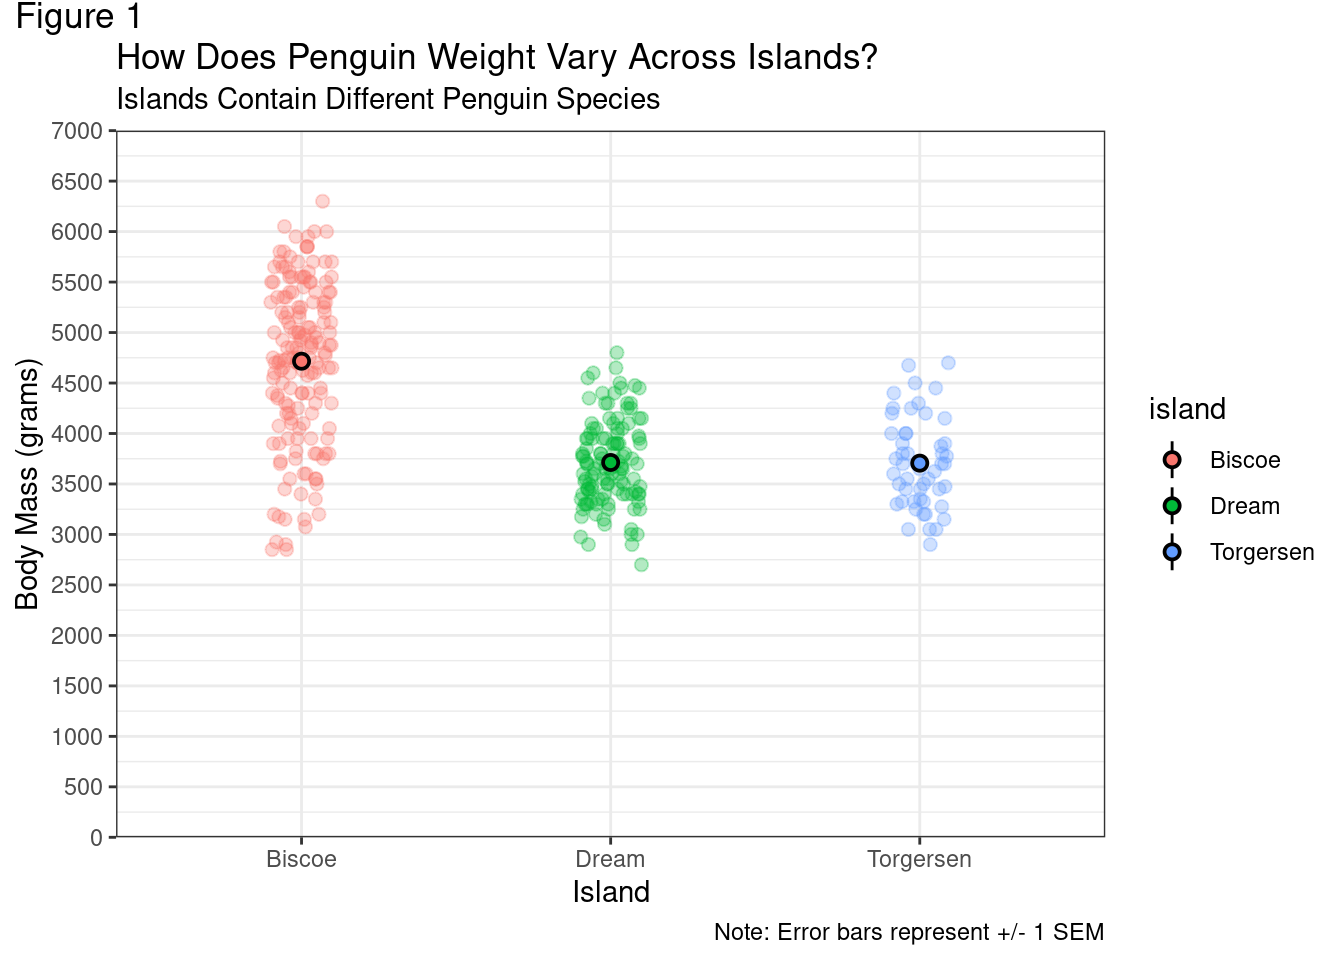 Figure 1
How Does Penguin Weight Vary Across Islands?
Islands Contain Different Penguin Species
7000
6500
6000
5500
5000
4500
4000
3500
3000
2500
2000
1500
1000
500
0
Body Mass (grams)
Biscoe
Dream
Torgersen
Island
island
Biscoe
Dream
Torgersen
Note: Error bars represent +/- 1 SEM